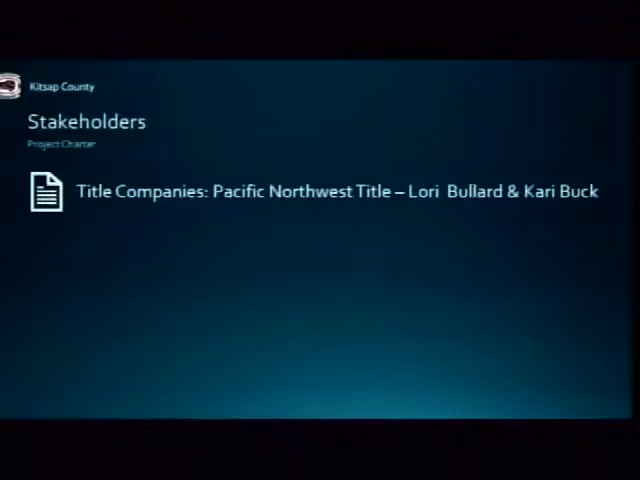 Kitsap County
Stakeholders
Project Charter
Title Companies: Pacific Northwest Title – Lori Bullard & Kari Buck